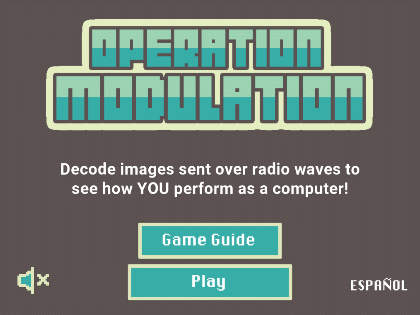 OPERATION
MODULATION
Decode images sent over radio waves to
see how YOU perform as a computer!
Game Guide
Play
ESPAÑOL